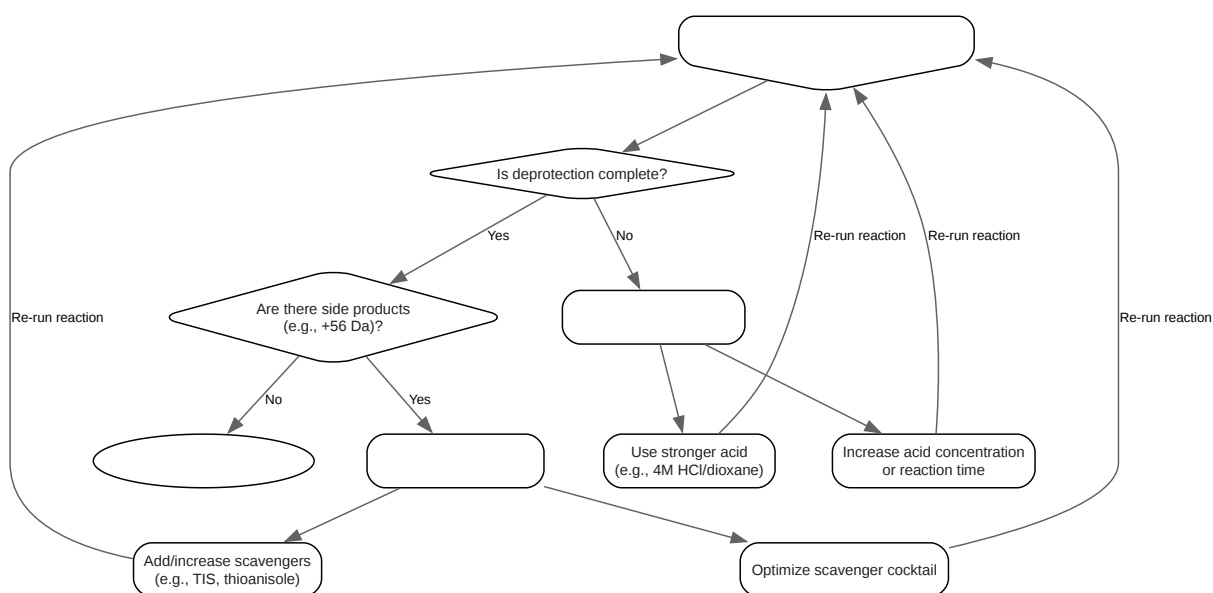 Is deprotection complete?
Yes
No
Re-run reaction
Re-run reaction
Are there side products
(e.g., +56 Da)?
Re-run reaction
Re-run reaction
No
Yes
Use stronger acid
(e.g., 4M HCl/dioxane)
Increase acid concentration
or reaction time
Add/increase scavengers
(e.g., TIS, thioanisole)
Optimize scavenger cocktail